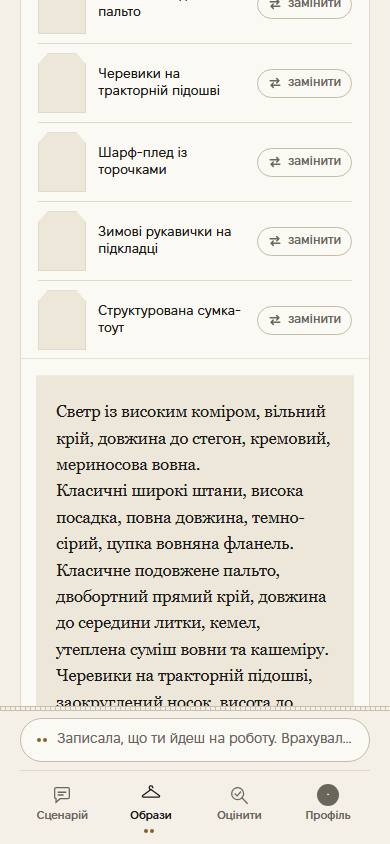 пальто
замінити
Черевики на
тракторній підошві
замінити
Шарф-плед із
торочками
замінити
Зимові рукавички на
підкладці
замінити
Структурована сумка-
тоут
замінити
Светр із високим коміром, вільний
крій, довжина до стегон, кремовий,
мериносова вовна.
Класичні широкі штани, висока
посадка, повна довжина, темно-
сірий, цупка вовняна фланель.
Класичне подовжене пальто,
двобортний прямий крій, довжина
до середини литки, кемел,
утеплена суміш вовни та кашеміру.
Черевики на тракторній підошві,
заокруглений носок, висота до
Записала, що ти йдеш на роботу. Врахувал...
Сценарій
Образи
Оцінити
Профіль